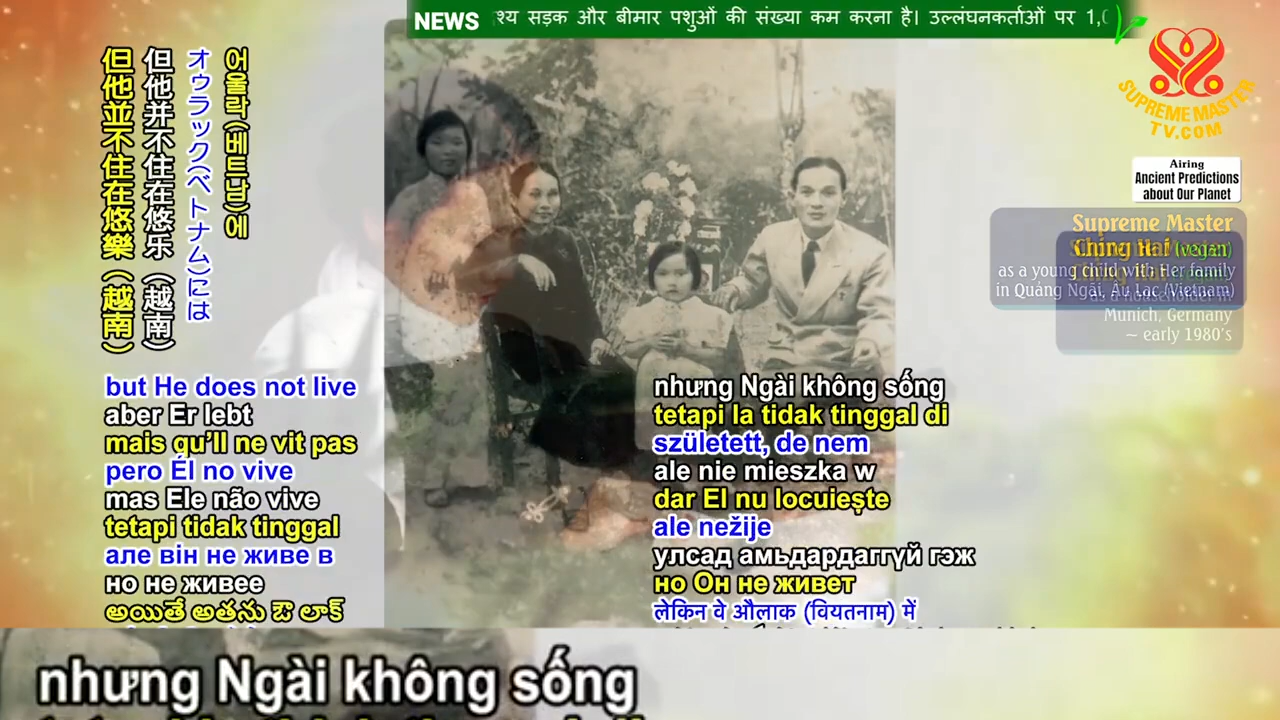 NEWS
श्य सड़क और बीमार पशुओं की संख्या कम करना है। उल्लंघनकर्ताओं पर 1,
SUPREME MASTER
TV.COM
Airing
Ancient Predictions
about Our Planet
Supreme Master
Ching Hai (vegan)
as a young child with Her family
in Quảng Ngãi, Âu Lạc (Vietnam)
Munich, Germany
~ early 1980's
어울락(베트남)에
オゥラック(ベトナム)には
但他并不住在悠乐（越南）
但他並不住在悠樂（越南）
but He does not live
aber Er lebt
mais qu'Il ne vit pas
pero Él no vive
mas Ele não vive
tetapi tidak tinggal
але він не живе в
но не живее
అయితే అతను ఔ లాక్
nhưng Ngài không sống
tetapi Ia tidak tinggal di
született, de nem
ale nie mieszka w
dar El nu locuiește
ale nežije
улсад амьдардаггүй гэж
но Он не живет
लेकिन वे औलाक (वियतनाम) में
nhưng Ngài không sống